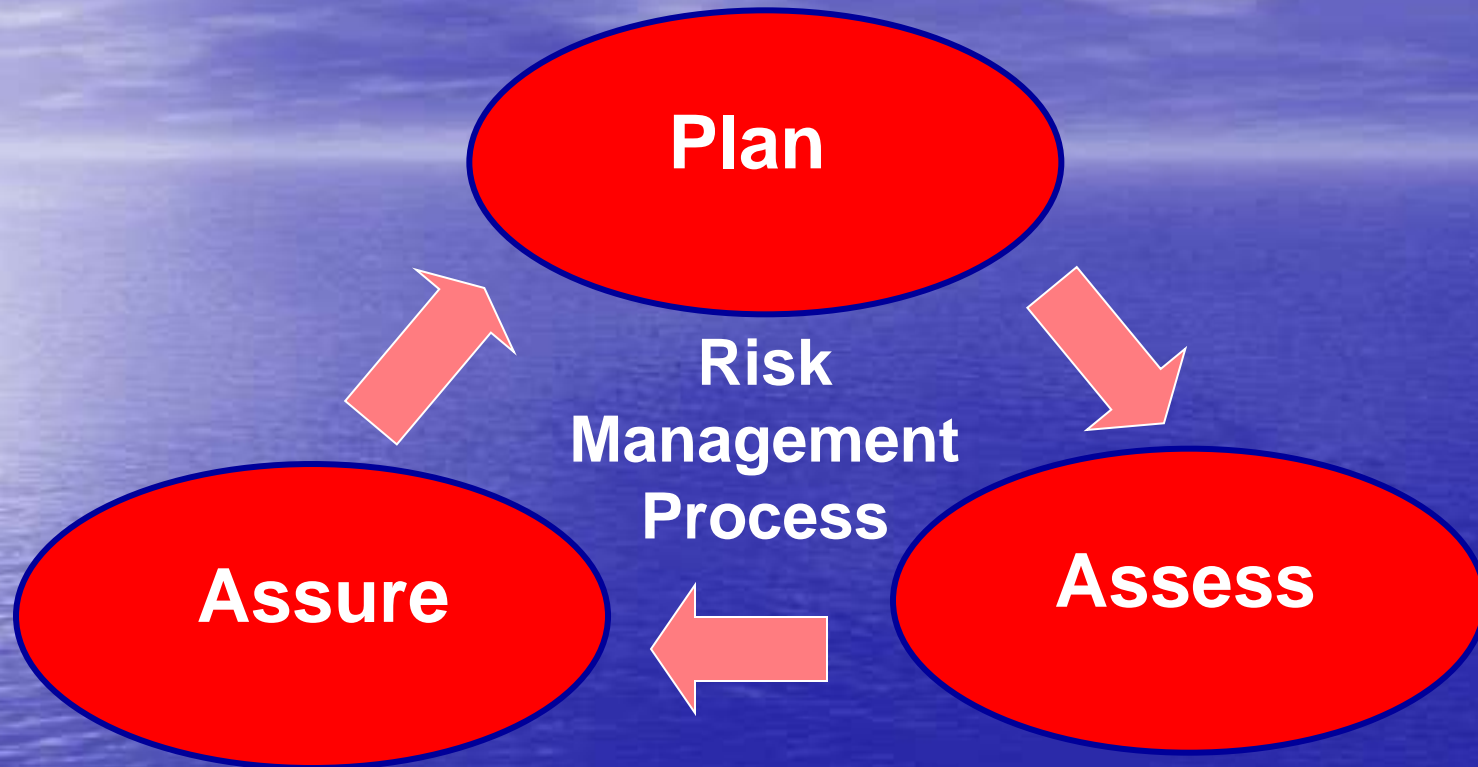 Plan
Risk
Management
Process
Assure
Assess